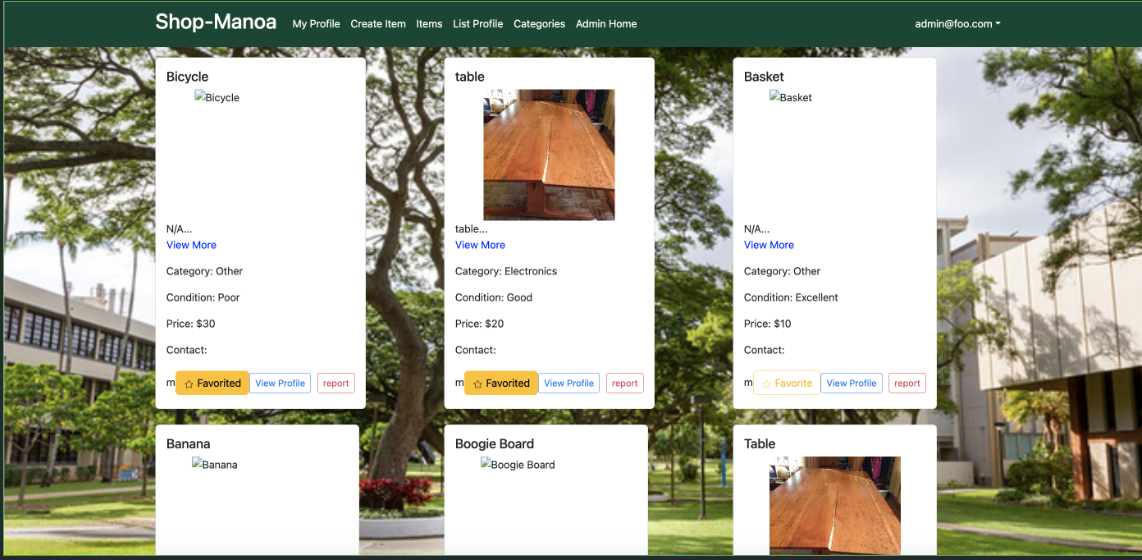 Shop-Manoa My Profile Create Item Items List Profile Categories Admin Home admin@foo.com
Bicycle
Bicycle
N/A...
View More
Category: Other
Condition: Poor
Price: $30
Contact:
m Favorited View Profile report
table
table...
View More
Category: Electronics
Condition: Good
Price: $20
Contact:
m Favorited View Profile report
Basket
Basket
N/A...
View More
Category: Other
Condition: Excellent
Price: $10
Contact:
m Favorite View Profile report
Banana
Banana
Boogie Board
Boogie Board
Table